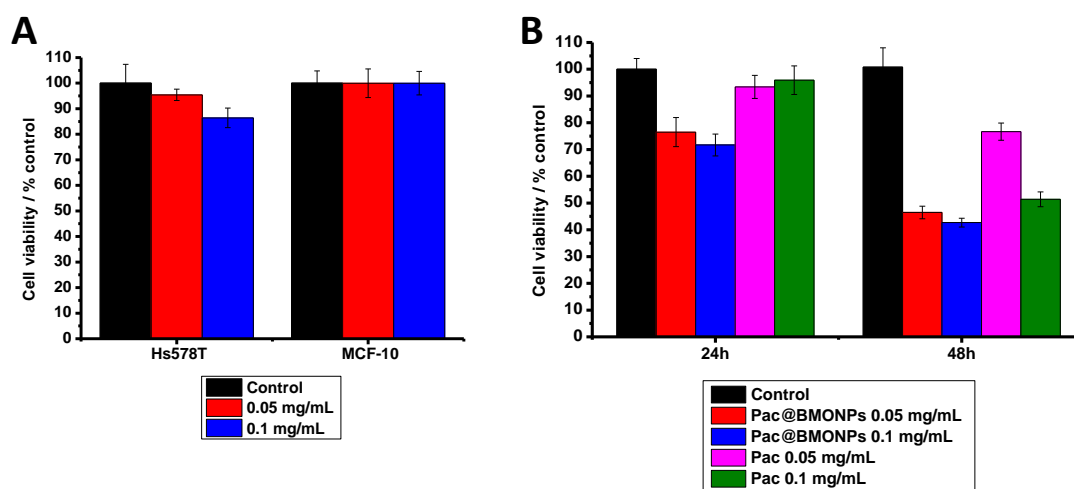 A
Cell viability / % control
110
100
90
80
70
60
50
40
30
20
10
0
Hs578T MCF-10
Control
0.05 mg/mL
0.1 mg/mL
B
Cell viability / % control
110
100
90
80
70
60
50
40
30
20
10
0
24h 48h
Control
Pac@BMONPs 0.05 mg/mL
Pac@BMONPs 0.1 mg/mL
Pac 0.05 mg/mL
Pac 0.1 mg/mL